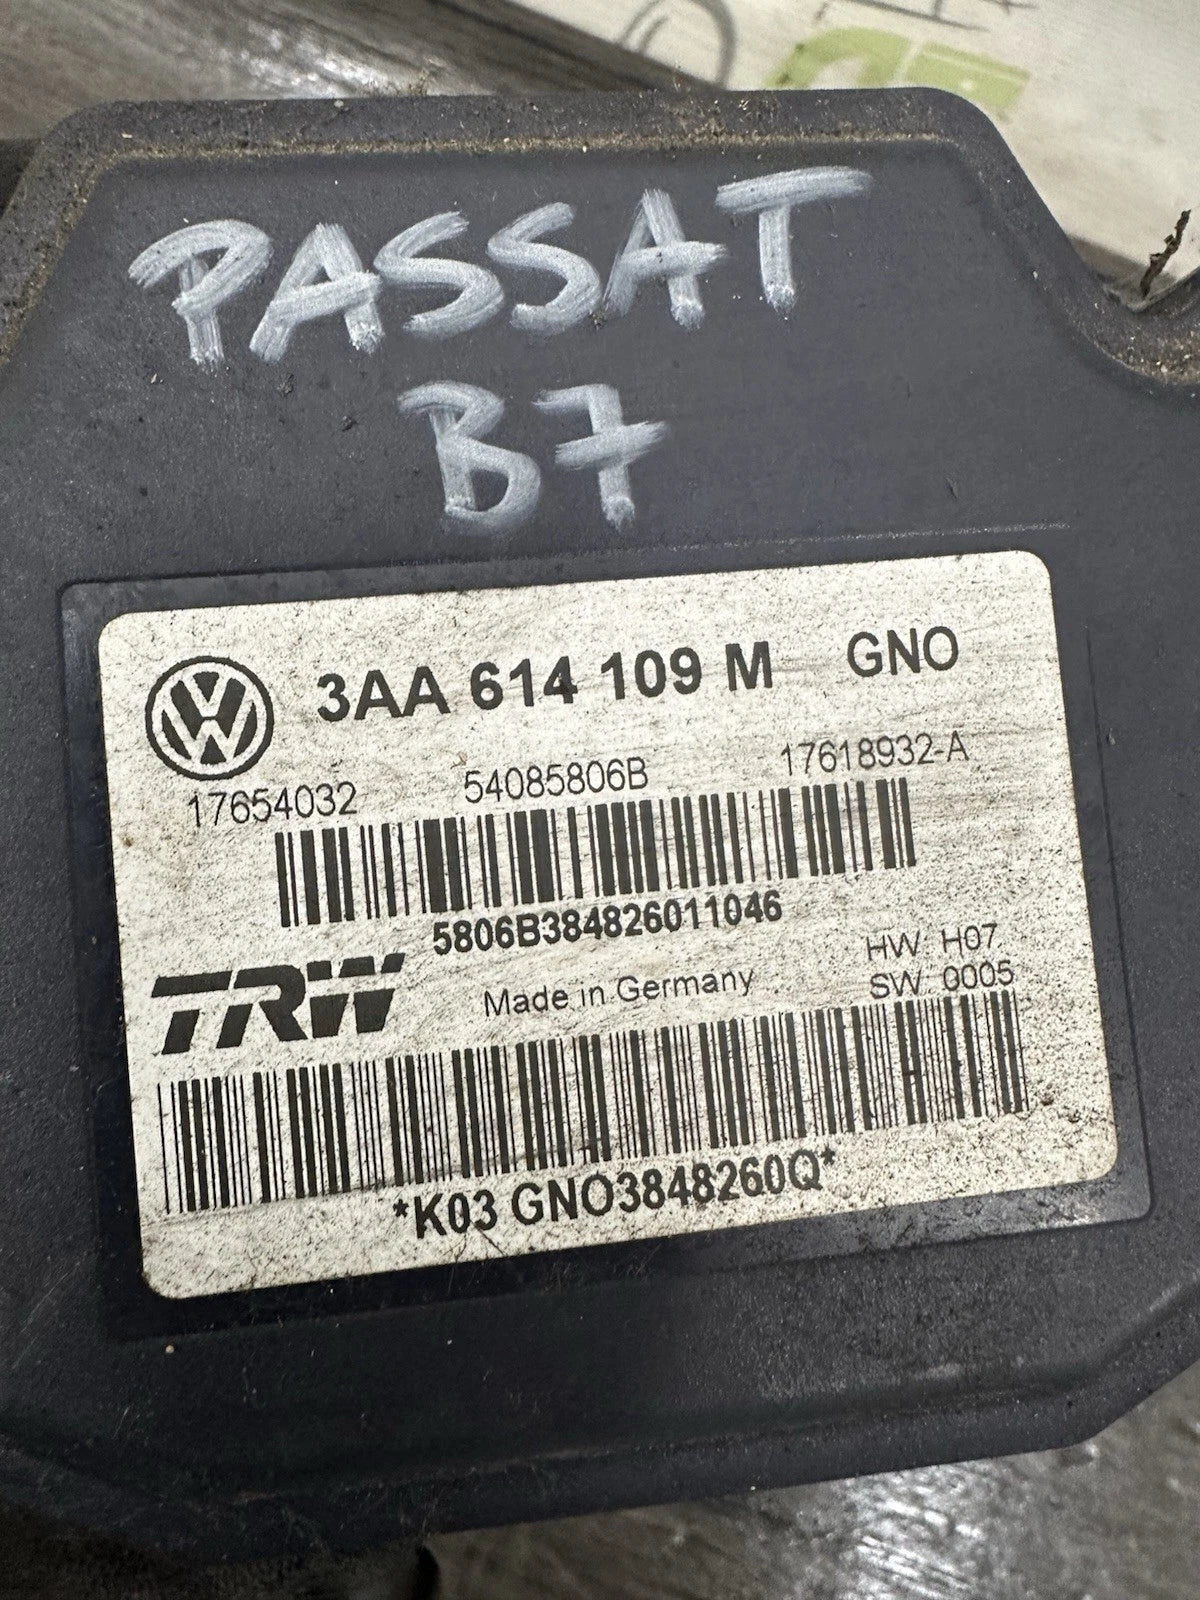 PASSAT
B7
3AA 614 109 M GNO
17654032 54085806B 17618932-A
5806B384826011046
TRW Made in Germany HW H07
SW 0005
*K03 GNO3848260Q*